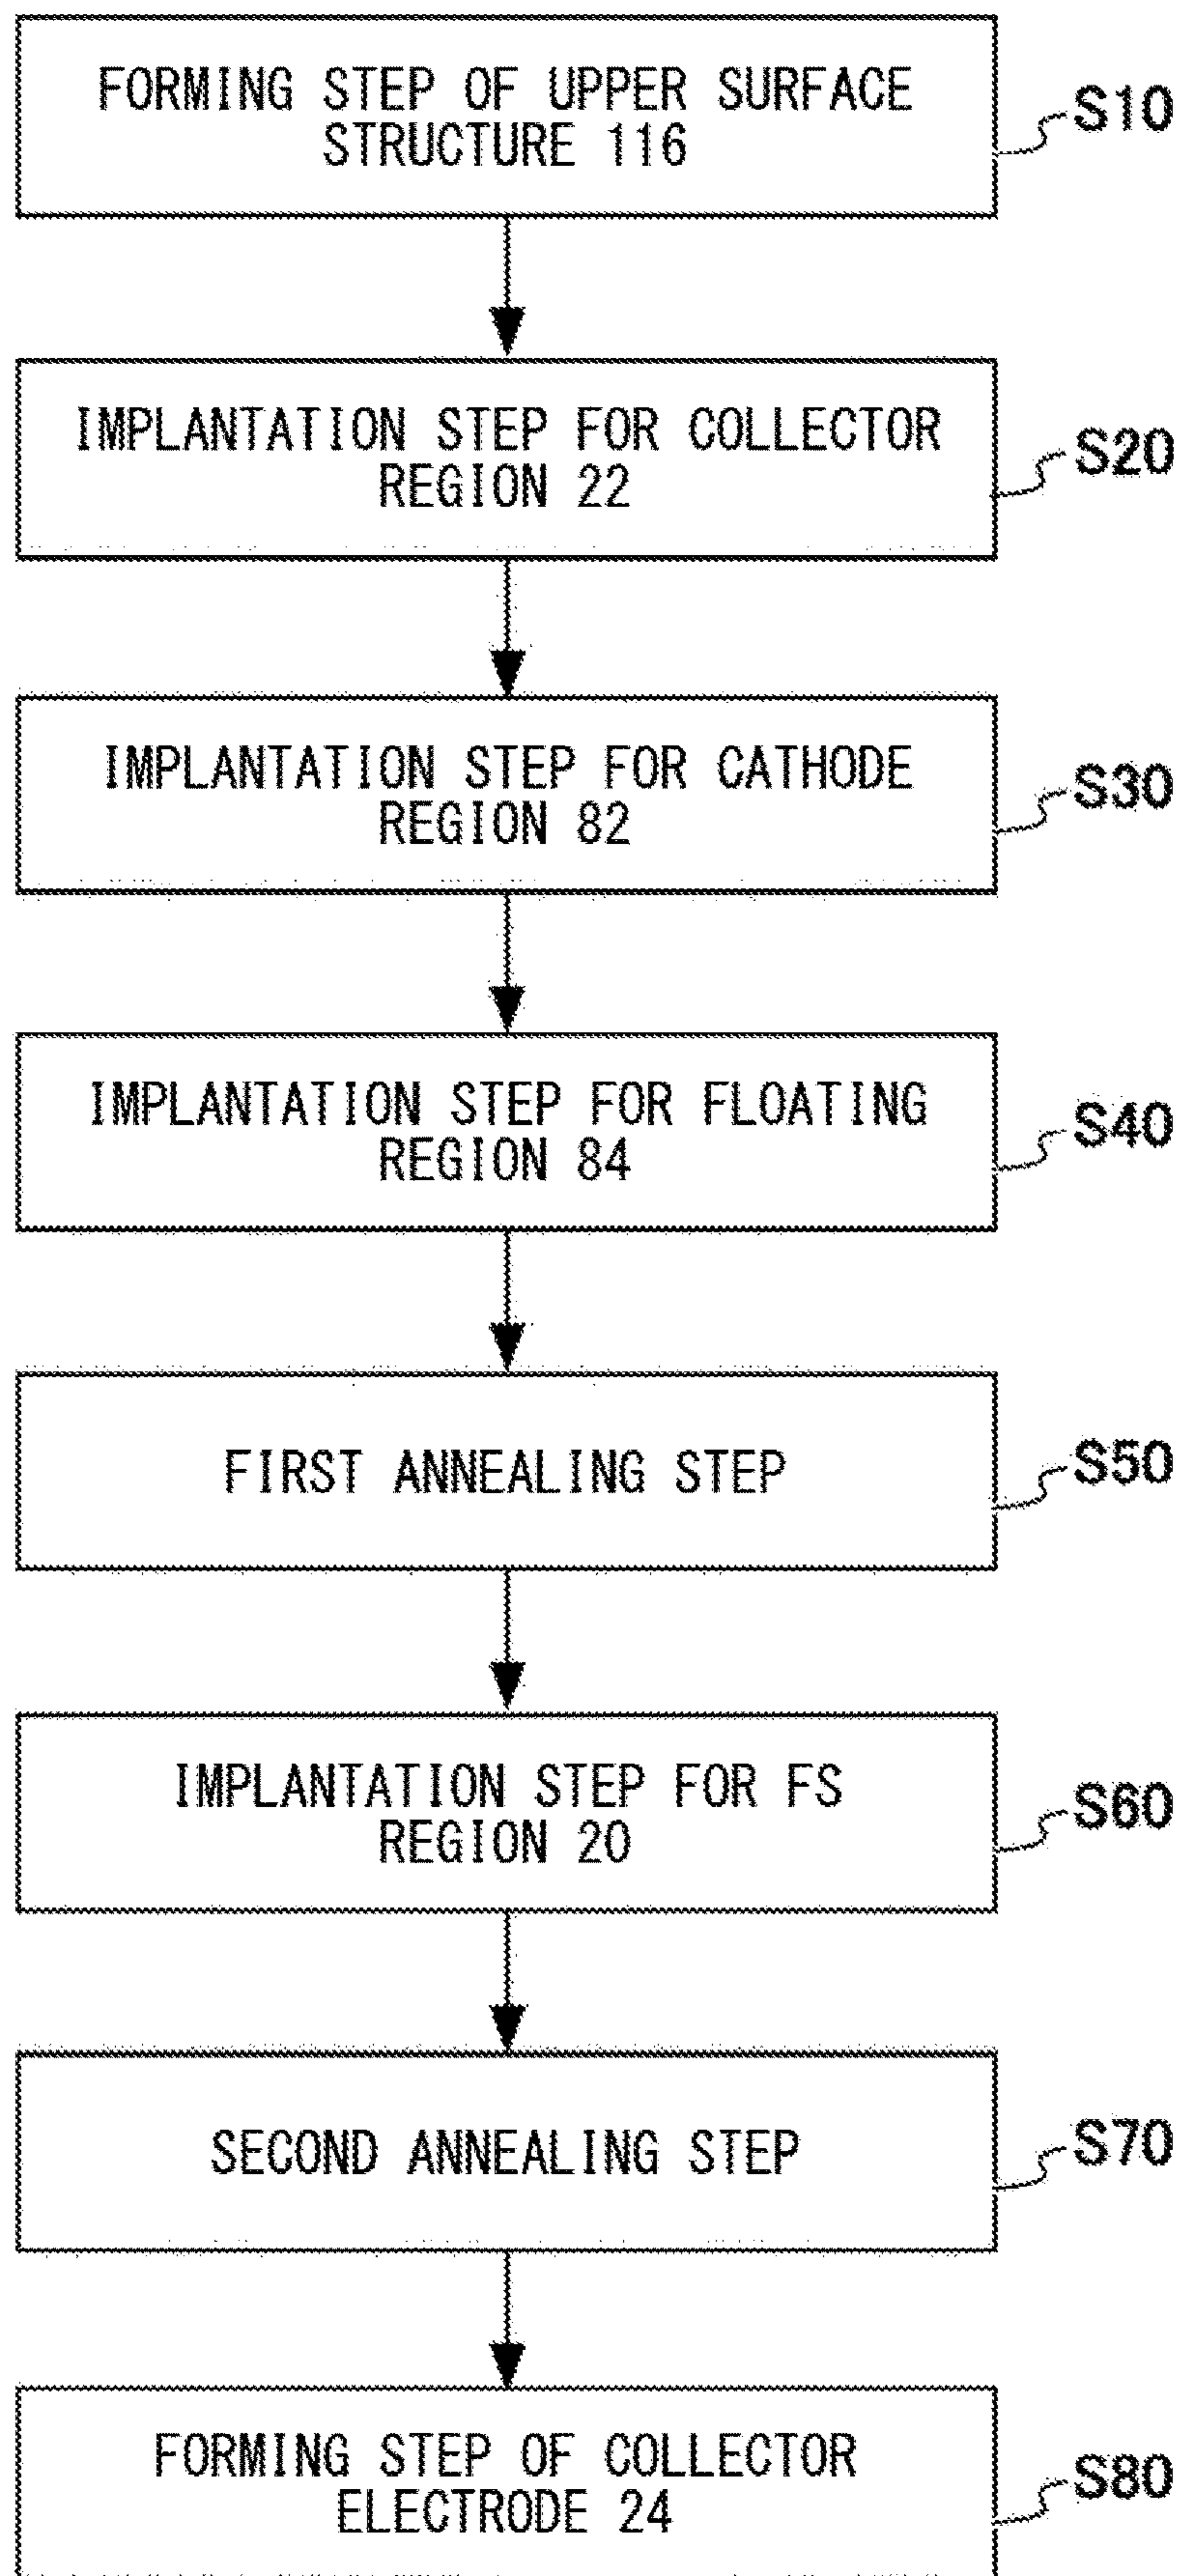 FORMING STEP OF UPPER SURFACE
STRUCTURE 116
S10
IMPLANTATION STEP FOR COLLECTOR
REGION 22
S20
IMPLANTATION STEP FOR CATHODE
REGION 82
S30
IMPLANTATION STEP FOR FLOATING
REGION 84
S40
FIRST ANNEALING STEP
S50
IMPLANTATION STEP FOR FS
REGION 20
S60
SECOND ANNEALING STEP
S70
FORMING STEP OF COLLECTOR
ELECTRODE 24
S80